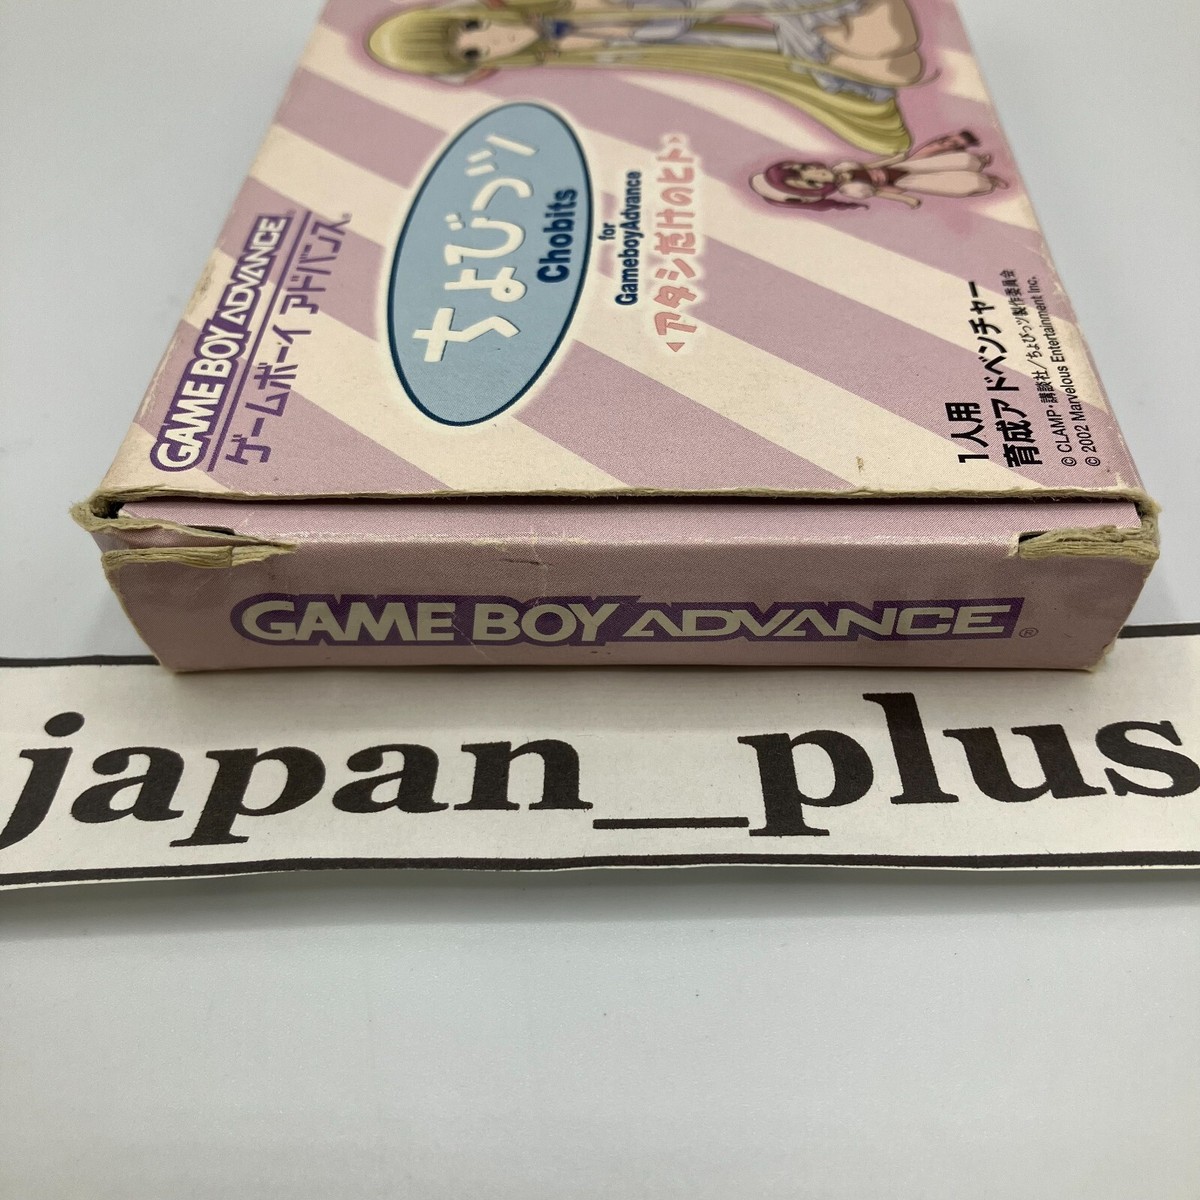 GAME BOY ADVANCE
ゲームボーイ アドバンス®
ちょびっツ
Chobits
for
GameboyAdvance
<アタシだけのヒト>
1人用
育成アドベンチャー
© CLAMP・講談社/ちょびっツ製作委員会
© 2002 Marvelous Entertainment Inc.
GAME BOY ADVANCE®
japan_plus